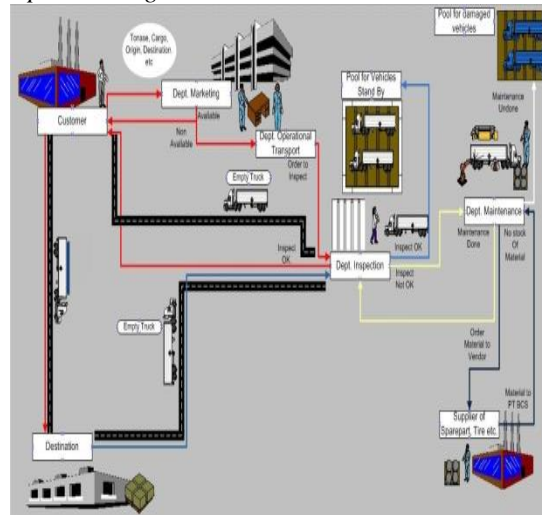 Pool for damaged
vehicles
Tonase, Cargo,
Origin, Destination
etc
Dept. Marketing
Available
Customer
Non
Available
Dept. Operational
Transport
Order to
Inspect
Pool for Vehicles
Stand By
Maintenance
Undone
Empty Truck
Dept. Maintenance
Inspect
OK
Inspect OK
Dept. Inspection
Maintenance
Done
No stock
Of
Material
Inspect
Not OK
Empty Truck
Order
Material to
Vendor
Material to
PT BCS
Supplier of
Sparepart, Tire etc.
Destination